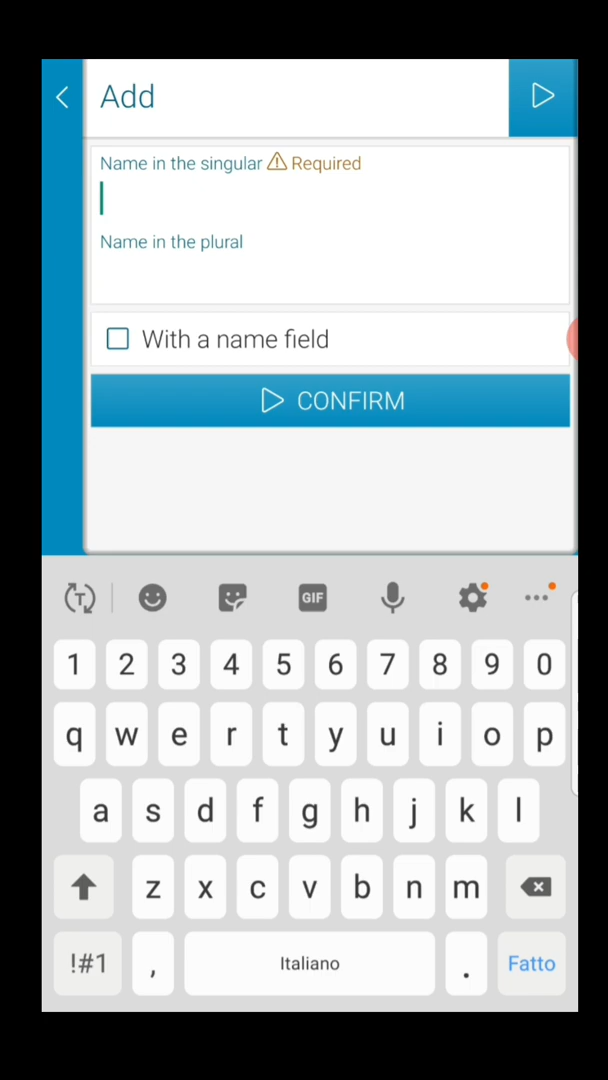 Add
Name in the singular ⚠ Required
Name in the plural
With a name field
CONFIRM
GIF
1 2 3 4 5 6 7 8 9 0
q w e r t y u i o p
a s d f g h j k l
z x c v b n m
!#1 , Italiano . Fatto